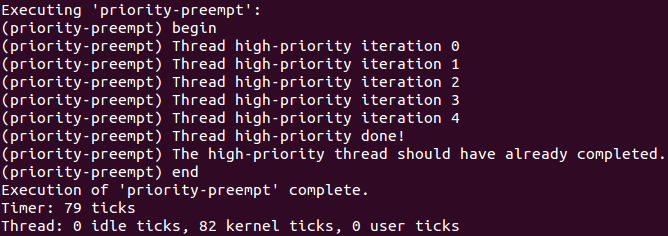 Executing 'priority-preempt':
(priority-preempt) begin
(priority-preempt) Thread high-priority iteration 0
(priority-preempt) Thread high-priority iteration 1
(priority-preempt) Thread high-priority iteration 2
(priority-preempt) Thread high-priority iteration 3
(priority-preempt) Thread high-priority iteration 4
(priority-preempt) Thread high-priority done!
(priority-preempt) The high-priority thread should have already completed.
(priority-preempt) end
Execution of 'priority-preempt' complete.
Timer: 79 ticks
Thread: 0 idle ticks, 82 kernel ticks, 0 user ticks